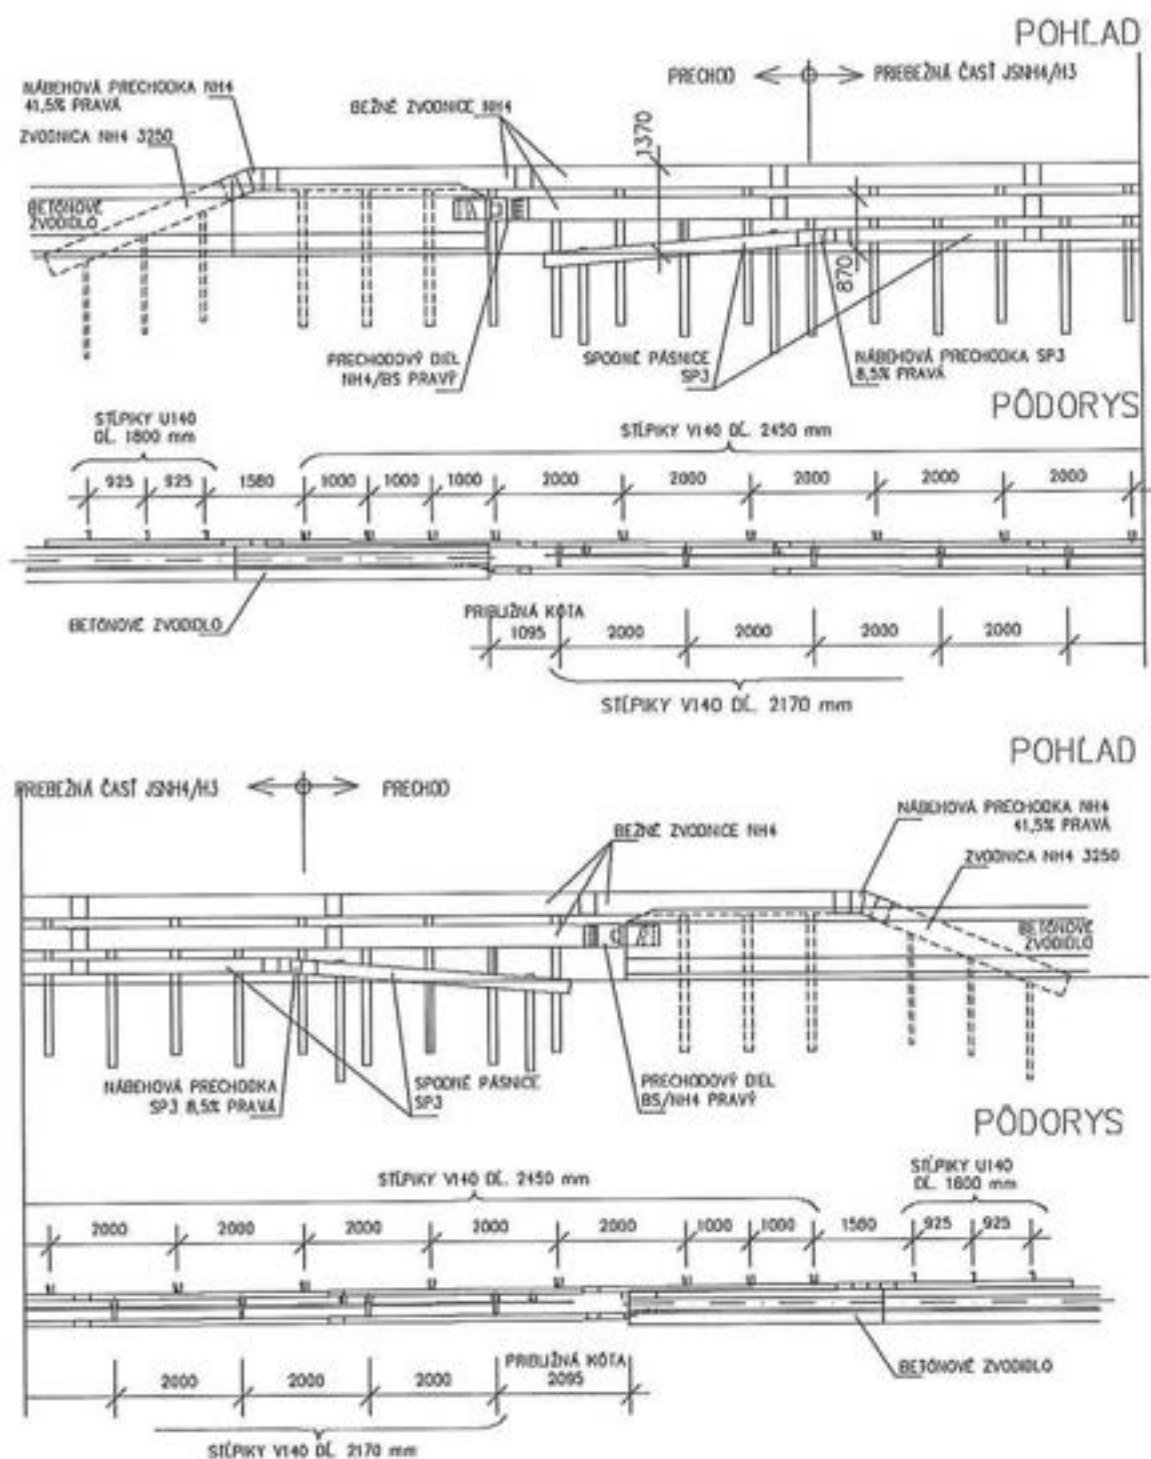 POHĽAD
NÁBEHOVÁ PRECHODKA NH4
41,5% PRAVÁ
ZVODNICA NH4 3250
BEŽNÉ ZVODNICE NH4
PRECHOD
PRIEBEŽNÁ ČASŤ JSNH4/H3
1370
BETÓNOVÉ
ZVODIDLO
870
PRECHODOVÝ DIEL
NH4/BS PRAVÝ
SPODNÉ PÁSNICE
SP3
NÁBEHOVÁ PRECHODKA SP3
8,5% PRAVÁ
PÔDORYS
STĹPIKY U140
DĹ. 1800 mm
STĹPIKY V140 DĹ. 2450 mm
925 925 1580 1000 1000 1000 2000 2000 2000 2000 2000
BETÓNOVÉ ZVODIDLO
PRIBLIŽNÁ KÓTA
1095 2000 2000 2000 2000
STĹPIKY V140 DĹ. 2170 mm
POHĽAD
PRIEBEŽNÁ ČASŤ JSNH4/H3
PRECHOD
NÁBEHOVÁ PRECHODKA NH4
41,5% PRAVÁ
BEŽNÉ ZVODNICE NH4
ZVODNICA NH4 3250
BETÓNOVÉ
ZVODIDLO
NÁBEHOVÁ PRECHODKA
SP3 8,5% PRAVÁ
SPODNÉ PÁSNICE
SP3
PRECHODOVÝ DIEL
BS/NH4 PRAVÝ
PÔDORYS
STĹPIKY V140 DĹ. 2450 mm
STĹPIKY U140
DĹ. 1800 mm
2000 2000 2000 2000 2000 1000 1000 1580 925 925
BETÓNOVÉ ZVODIDLO
PRIBLIŽNÁ KÓTA
2000 2000 2000 2095
STĹPIKY V140 DĹ. 2170 mm